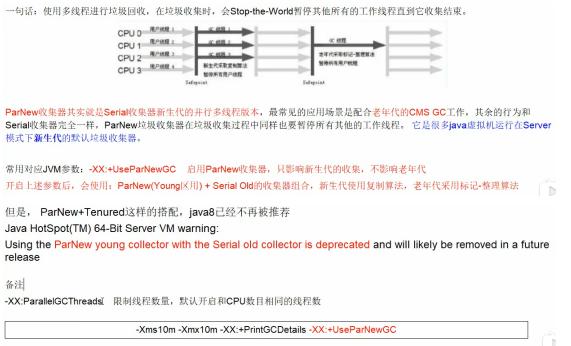 一句话：使用多线程进行垃圾回收，在垃圾收集时，会Stop-the-World暂停其他所有的工作线程直到它收集结束。
CPU 0 用户线程 1 GC 线程 1
CPU 1 用户线程 2 GC 线程 2 GC 线程
CPU 2 用户线程 3 GC 线程 3 老年代采用标记-整理算法
CPU 3 用户线程 4 新生代采取复制算法 暂停所有用户线程
暂停所有用户线程
Safepoint Safepoint
ParNew收集器其实就是Serial收集器新生代的并行多线程版本，最常见的应用场景是配合老年代的CMS GC工作，其余的行为和
Serial收集器完全一样，ParNew垃圾收集器在垃圾收集过程中同样也要暂停所有其他的工作线程。 它是很多java虚拟机运行在Server
模式下新生代的默认垃圾收集器。
常用对应JVM参数：-XX:+UseParNewGC 启用ParNew收集器，只影响新生代的收集，不影响老年代
开启上述参数后，会使用：ParNew(Young区用) + Serial Old的收集器组合，新生代使用复制算法，老年代采用标记-整理算法
但是， ParNew+Tenured这样的搭配，java8已经不再被推荐
Java HotSpot(TM) 64-Bit Server VM warning:
Using the ParNew young collector with the Serial old collector is deprecated and will likely be removed in a future
release
备注
-XX:ParallelGCThreads 限制线程数量，默认开启和CPU数目相同的线程数
-Xms10m -Xmx10m -XX:+PrintGCDetails -XX:+UseParNewGC